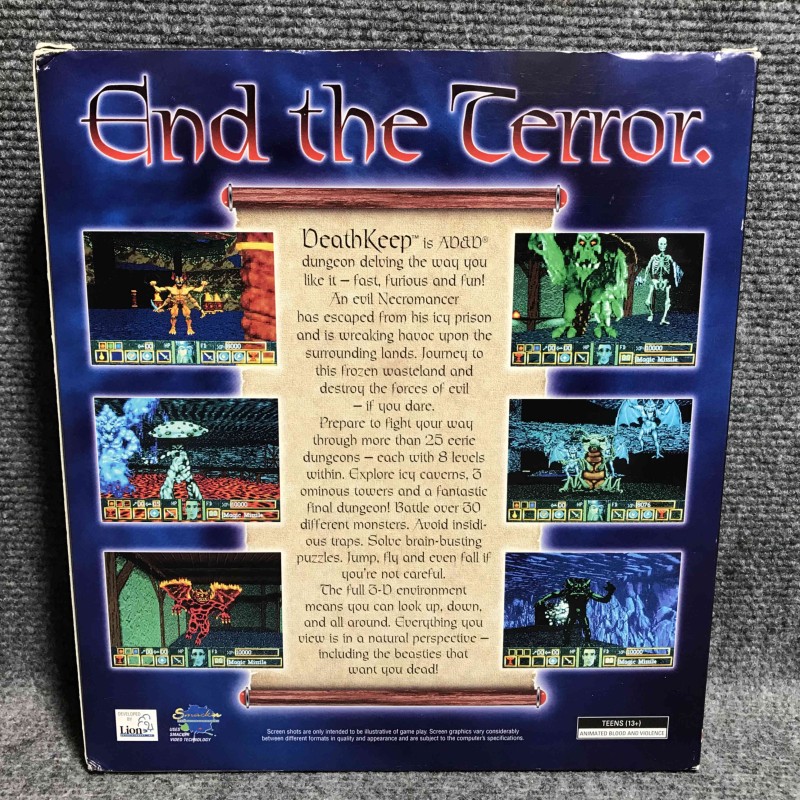 End the Terror.
DeathKeep™ is AD&D®
dungeon delving the way you
like it – fast, furious and fun!
An evil Necromancer
has escaped from his icy prison
and is wreaking havoc upon the
surrounding lands. Journey to
this frozen wasteland and
destroy the forces of evil
– if you dare.
Prepare to fight your way
through more than 25 eerie
dungeons – each with 8 levels
within. Explore icy caverns, 3
ominous towers and a fantastic
final dungeon! Battle over 30
different monsters. Avoid insidi-
ous traps. Solve brain-busting
puzzles. Jump, fly and even fall if
you're not careful.
The full 3-D environment
means you can look up, down,
and all around. Everything you
view is in a natural perspective –
including the beasties that
want you dead!
Magic Missile
Magic Missile
Magic Missile
Magic Missile
DEVELOPED
BY
Lion
Smacker
USES
SMACKER
VIDEO TECHNOLOGY
Screen shots are only intended to be illustrative of game play. Screen graphics vary considerably
between different formats in quality and appearance and are subject to the computer's specifications.
TEENS (13+)
ANIMATED BLOOD AND VIOLENCE